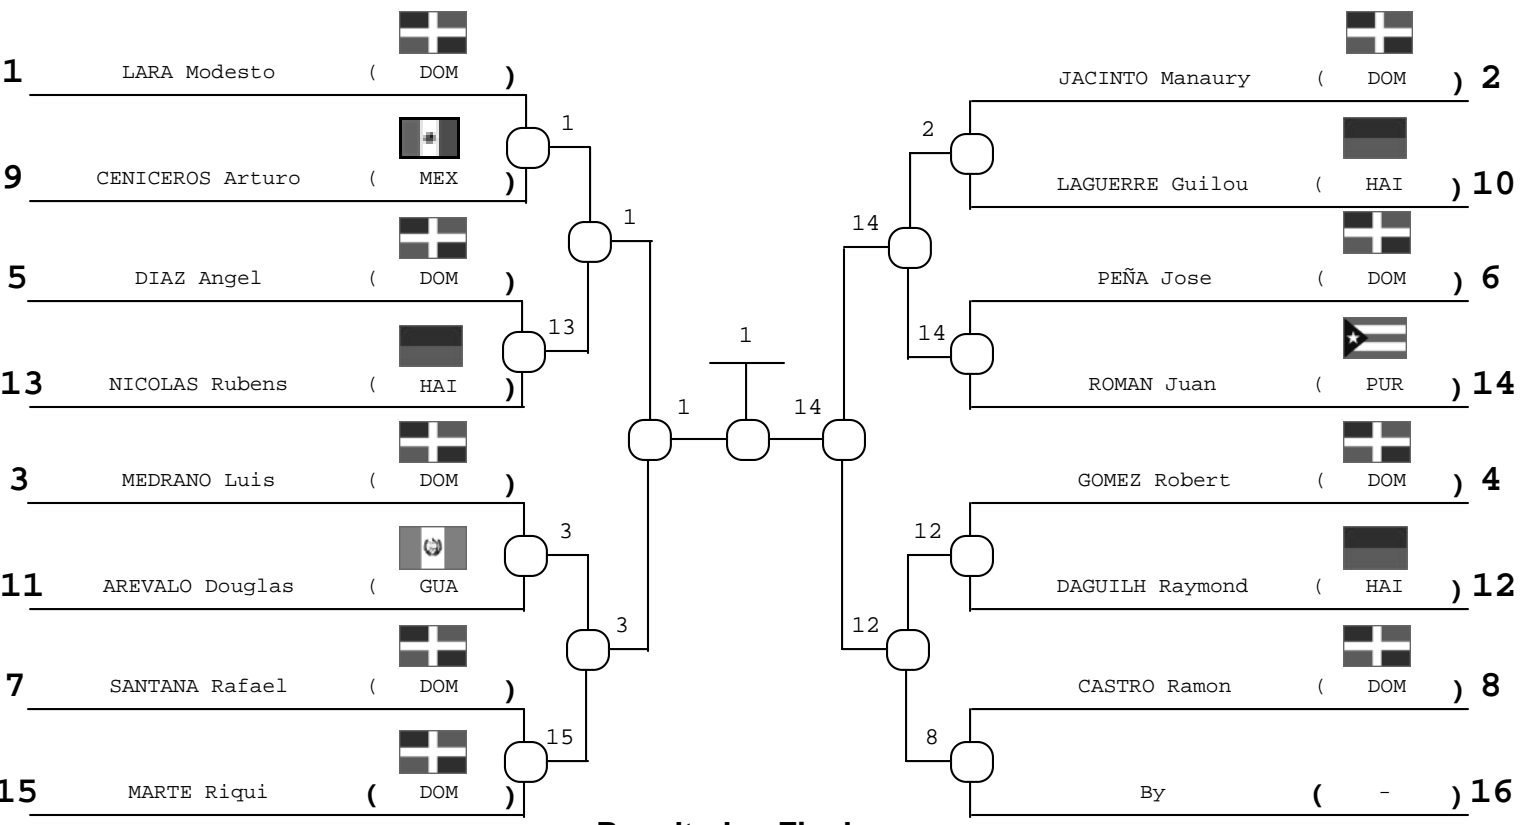 1 LARA Modesto ( DOM )
9 CENICEROS Arturo ( MEX )
5 DIAZ Angel ( DOM )
13 NICOLAS Rubens ( HAI )
3 MEDRANO Luis ( DOM )
11 AREVALO Douglas ( GUA )
7 SANTANA Rafael ( DOM )
15 MARTE Riqui ( DOM )
1
13
3
15
1
3
1
1
14
14
12
2
14
12
8
JACINTO Manaury ( DOM ) 2
LAGUERRE Guilou ( HAI ) 10
PEÑA Jose ( DOM ) 6
ROMAN Juan ( PUR ) 14
GOMEZ Robert ( DOM ) 4
DAGUILH Raymond ( HAI ) 12
CASTRO Ramon ( DOM ) 8
By ( - ) 16